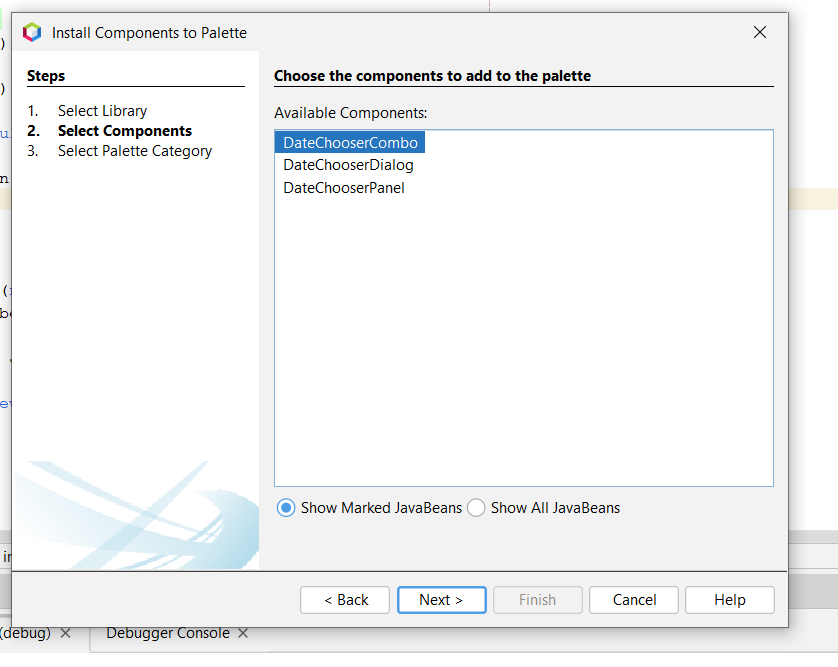 Install Components to Palette
Steps
1. Select Library
2. Select Components
3. Select Palette Category
Choose the components to add to the palette
Available Components:
DateChooserCombo
DateChooserDialog
DateChooserPanel
Show Marked JavaBeans Show All JavaBeans
< Back Next > Finish Cancel Help
(debug) Debugger Console